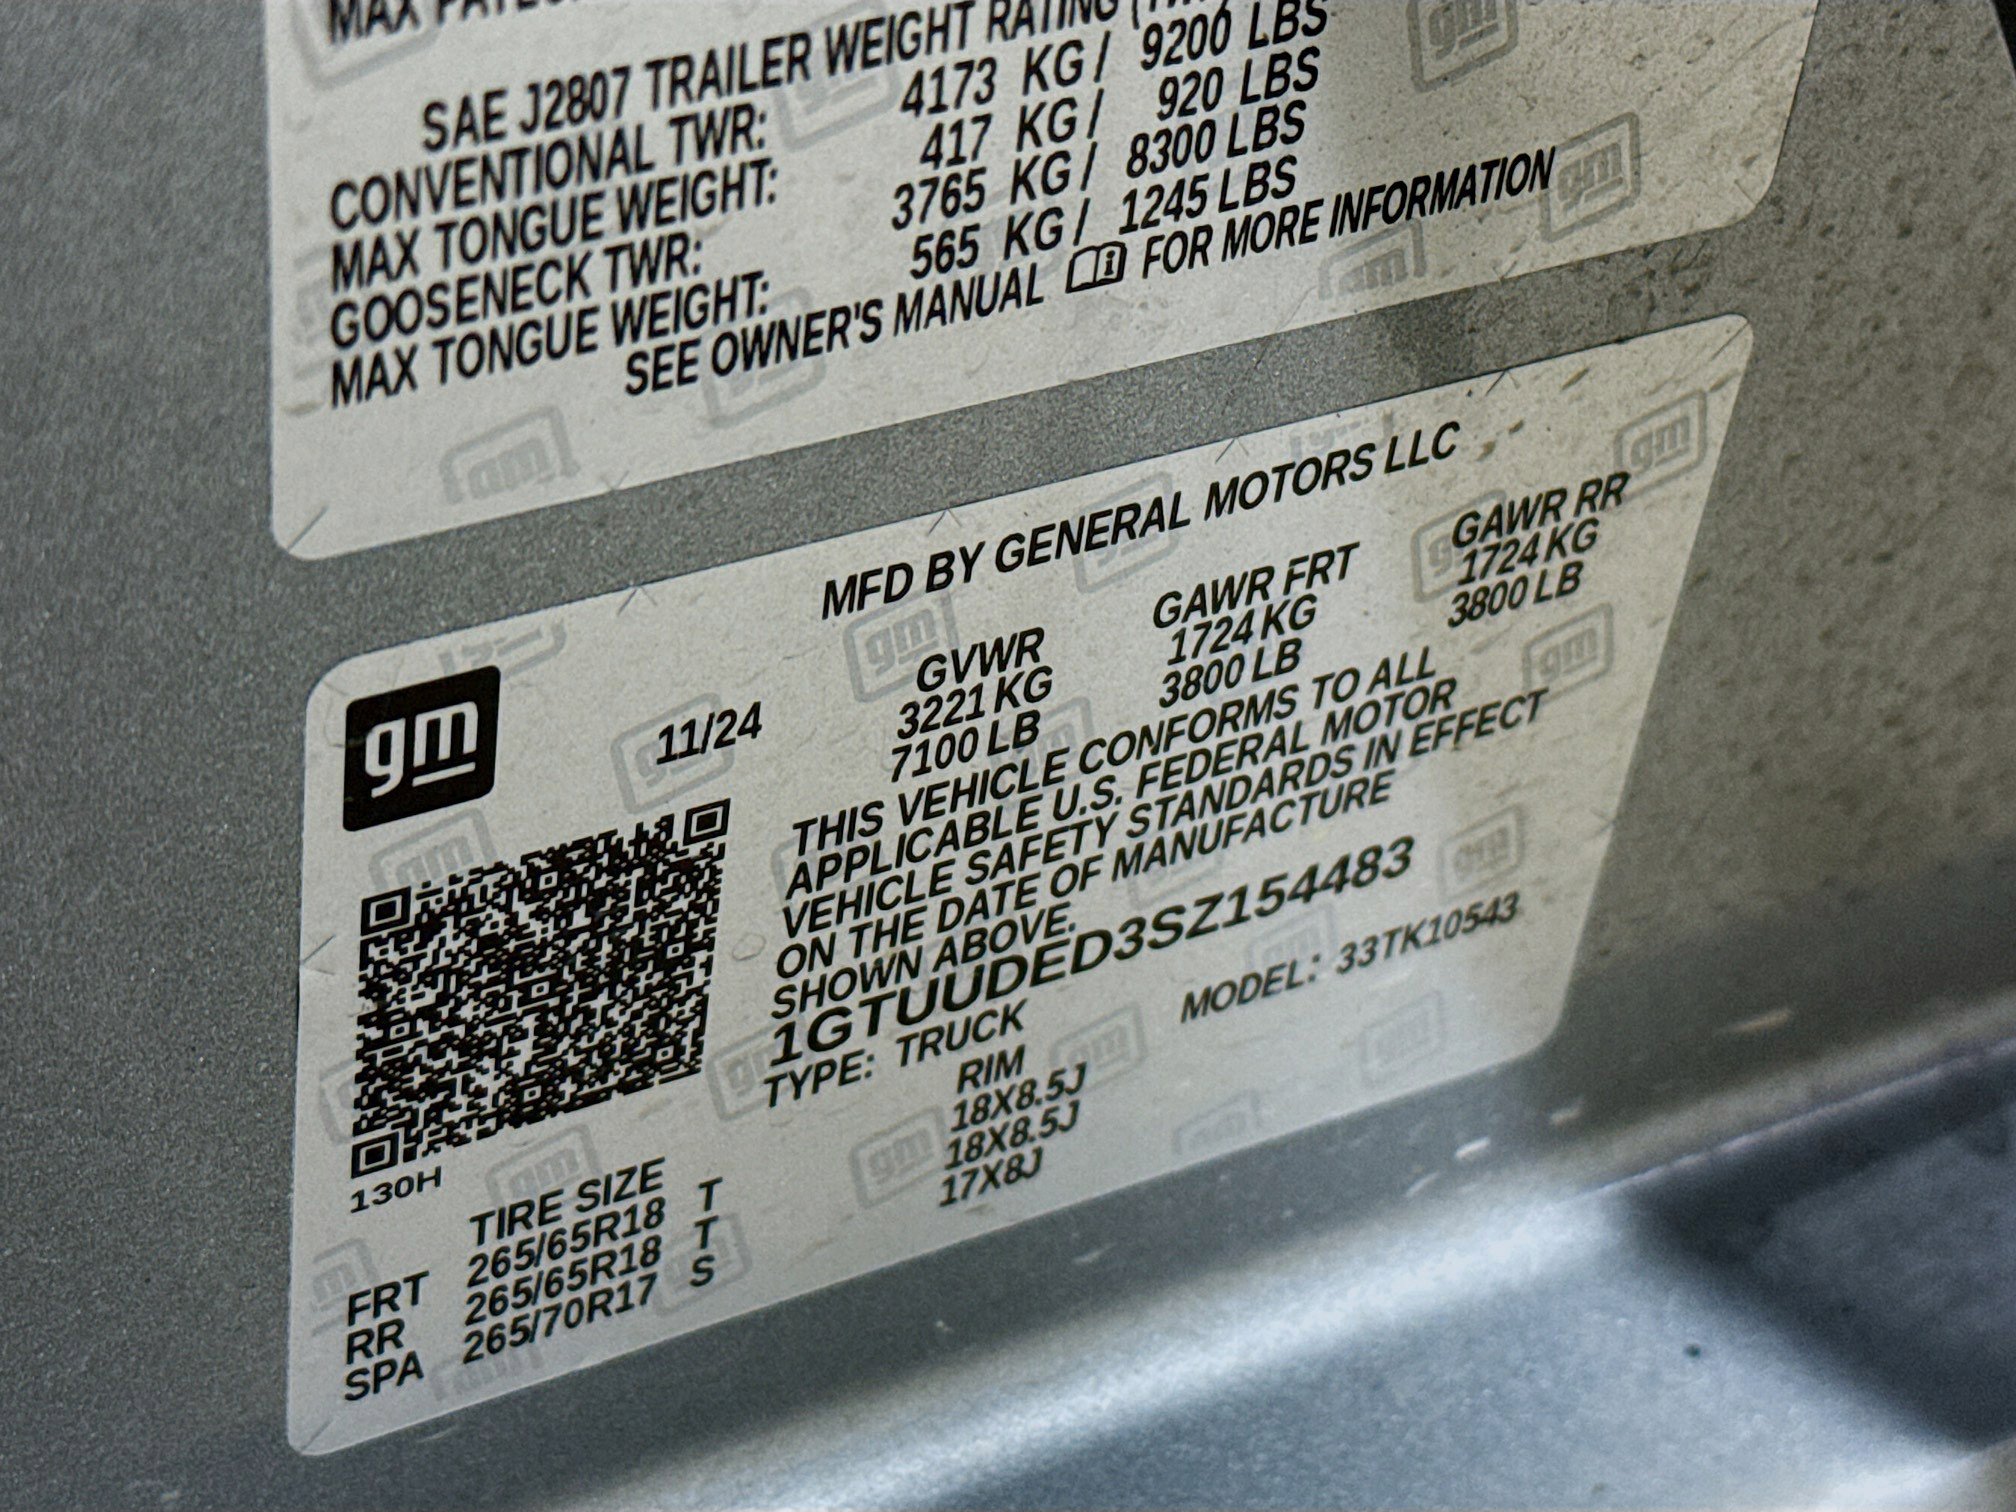 MAX
SAE J2807 TRAILER WEIGHT RATING
CONVENTIONAL TWR: 4173 KG / 9200 LBS
MAX TONGUE WEIGHT: 417 KG / 920 LBS
GOOSENECK TWR: 3765 KG / 8300 LBS
MAX TONGUE WEIGHT: 565 KG / 1245 LBS
SEE OWNER'S MANUAL FOR MORE INFORMATION
MFD BY GENERAL MOTORS LLC
gm
11/24
GVWR GAWR FRT GAWR RR
3221 KG 1724 KG 1724 KG
7100 LB 3800 LB 3800 LB
THIS VEHICLE CONFORMS TO ALL
APPLICABLE U.S. FEDERAL MOTOR
VEHICLE SAFETY STANDARDS IN EFFECT
ON THE DATE OF MANUFACTURE
SHOWN ABOVE.
1GTUUDED3SZ154483
TYPE: TRUCK MODEL: 33TK10543
130H
TIRE SIZE RIM
FRT 265/65R18 T 18X8.5J
RR 265/65R18 T 18X8.5J
SPA 265/70R17 S 17X8J